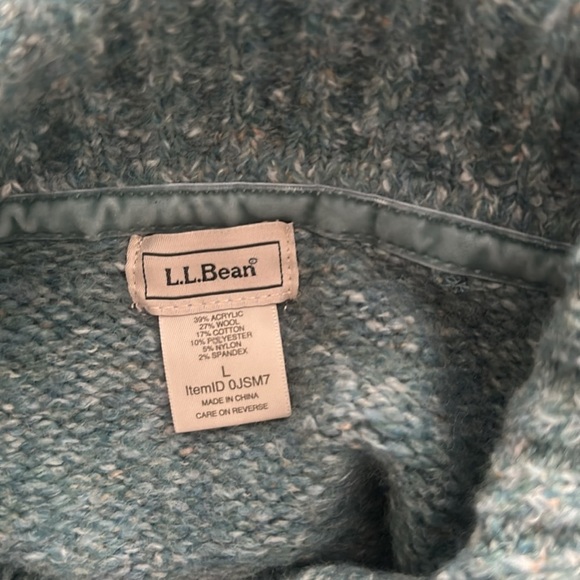 L.L.Bean®
39% ACRYLIC
27% WOOL
17% COTTON
10% POLYESTER
5% NYLON
2% SPANDEX
L
ItemID 0JSM7
MADE IN CHINA
CARE ON REVERSE